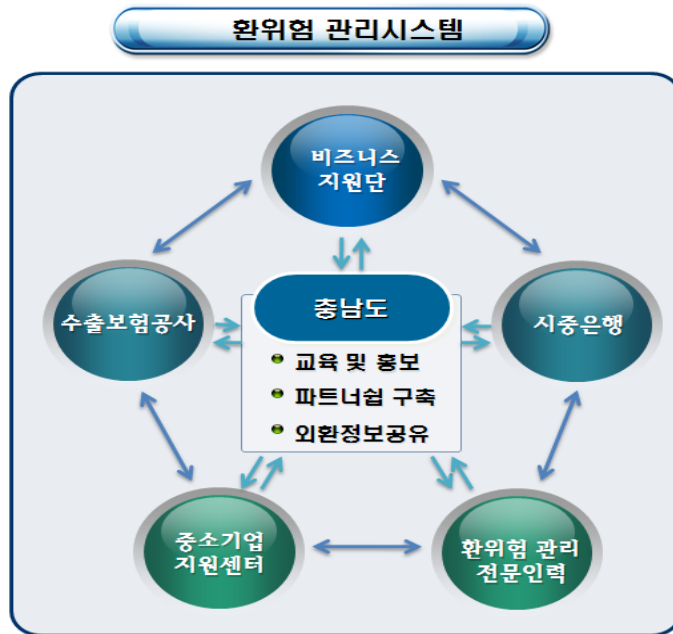 환위험 관리시스템
비즈니스
지원단
수출보험공사
충남도
시중은행
교육 및 홍보
파트너쉽 구축
외환정보공유
중소기업
지원센터
환위험 관리
전문인력